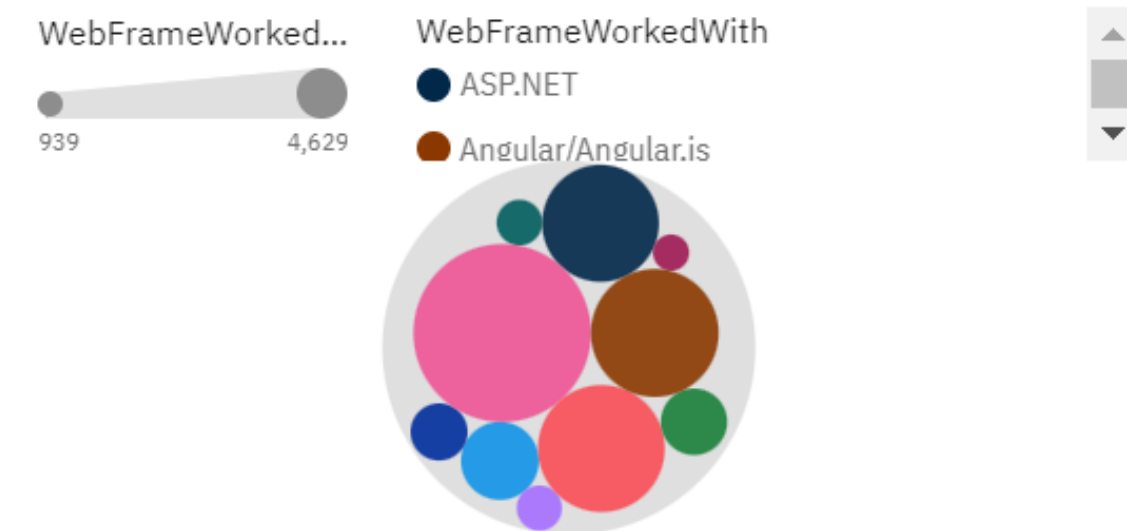 WebFrameWorked...
939
4,629
WebFrameWorkedWith
ASP.NET
Angular/Angular.js